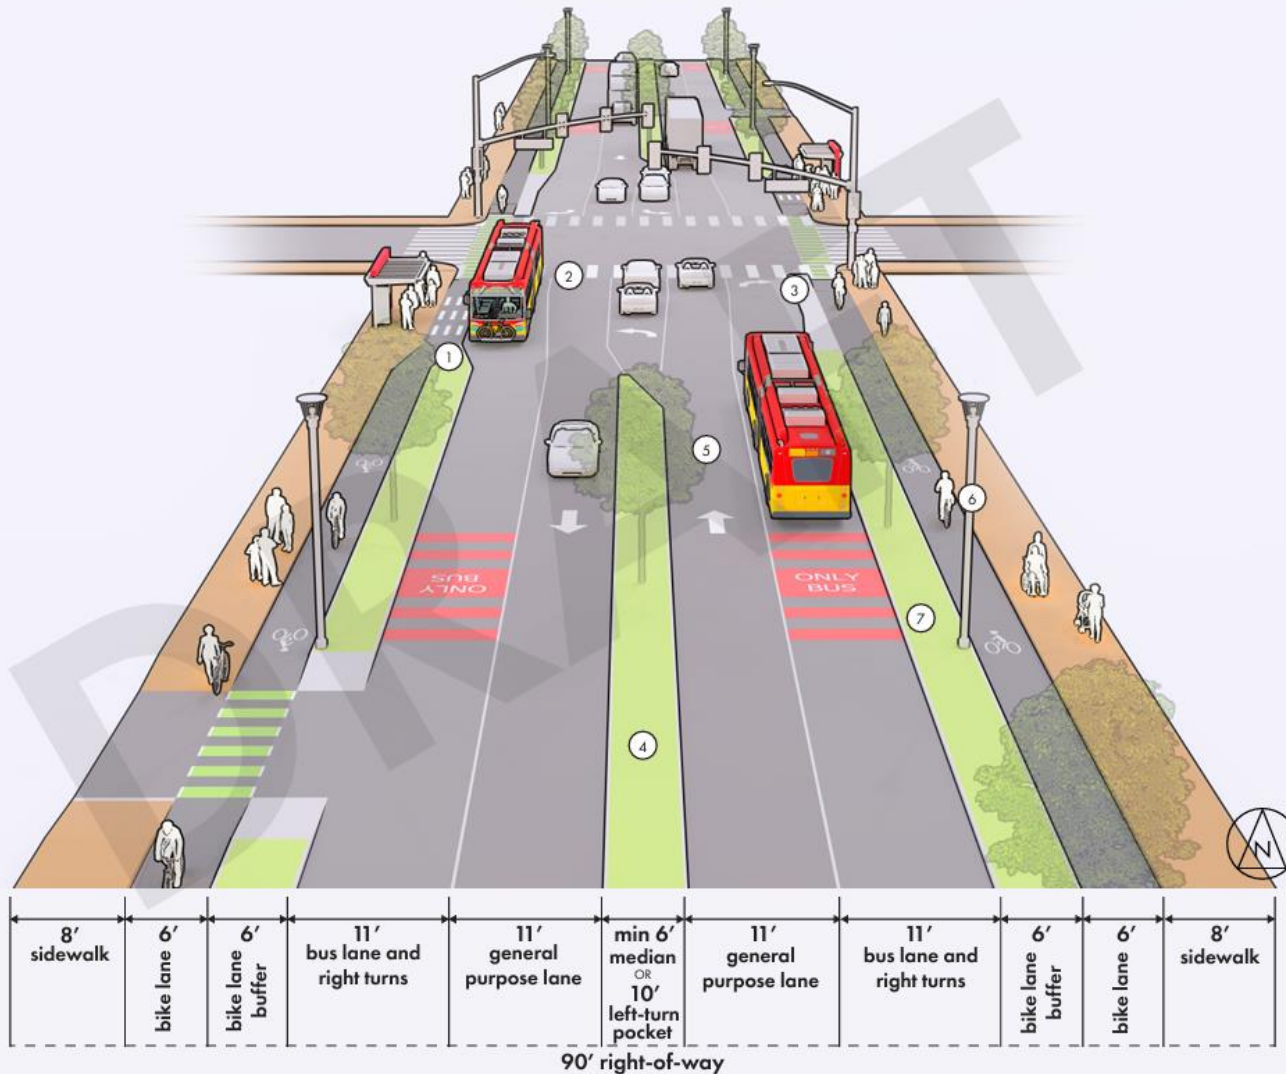 DRAFT
2
3
1
5
6
ONLY
BUS
ONLY
BUS
7
4
N
8’
sidewalk
6’
bike lane
6’
bike lane
buffer
11’
bus lane and
right turns
11’
general
purpose lane
min 6’
median
OR
10’
left-turn
pocket
11’
general
purpose lane
11’
bus lane and
right turns
6’
bike lane
buffer
6’
bike lane
8’
sidewalk
90’ right-of-way